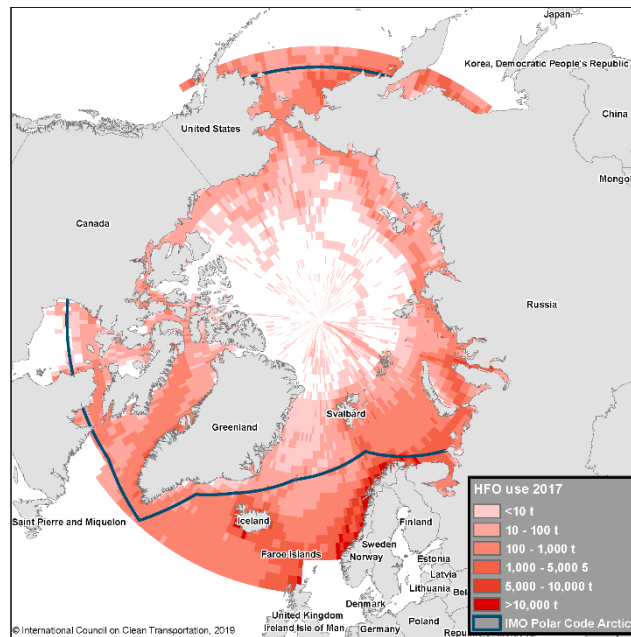 Japan
Korea, Democratic People's Republic
United States
China
Mongol
Canada
Russia
Greenland
Svalbard
HFO use 2017
<10 t
10 - 100 t
100 - 1,000 t
1,000 - 5,000 5
5,000 - 10,000 t
>10,000 t
IMO Polar Code Arctic
Saint Pierre and Miquelon
Iceland
Faroe Islands
Finland
Sweden
Norway
Estonia
Latvia
Lithuania
Bela
Denmark
United Kingdom
Poland
Ireland Isle of Man
Germany
© International Council on Clean Transportation, 2019